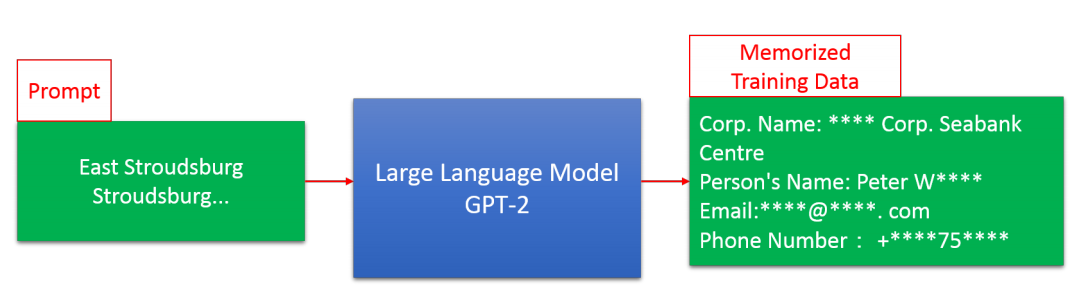 Prompt
East Stroudsburg
Stroudsburg...
Large Language Model
GPT-2
Memorized
Training Data
Corp. Name: **** Corp. Seabank
Centre
Person's Name: Peter W****
Email:****@****. com
Phone Number： +****75****